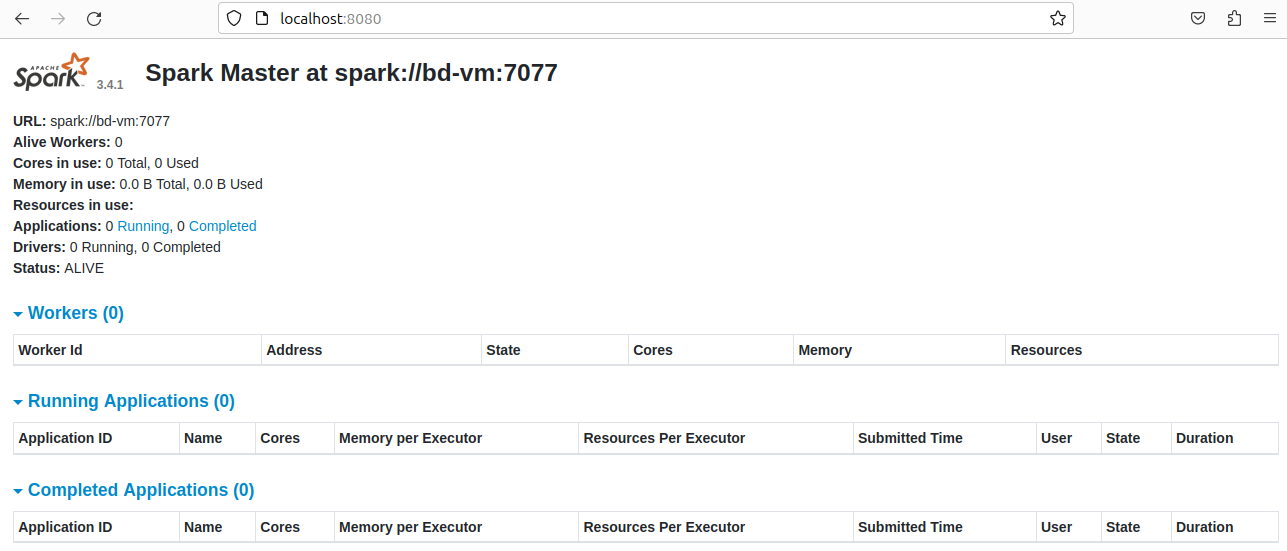 localhost:8080
APACHE
Spark 3.4.1 Spark Master at spark://bd-vm:7077
URL: spark://bd-vm:7077
Alive Workers: 0
Cores in use: 0 Total, 0 Used
Memory in use: 0.0 B Total, 0.0 B Used
Resources in use:
Applications: 0 Running, 0 Completed
Drivers: 0 Running, 0 Completed
Status: ALIVE
Workers (0)
Worker Id Address State Cores Memory Resources
Running Applications (0)
Application ID Name Cores Memory per Executor Resources Per Executor Submitted Time User State Duration
Completed Applications (0)
Application ID Name Cores Memory per Executor Resources Per Executor Submitted Time User State Duration